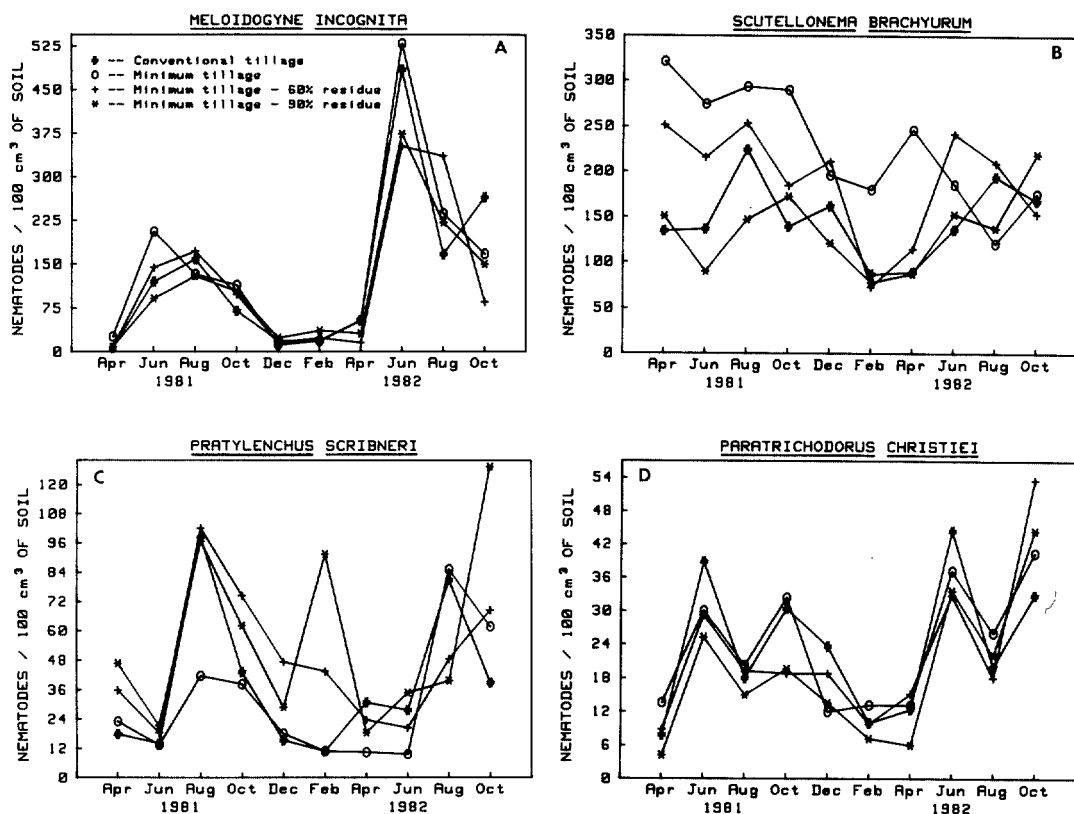 MELOIDOGYNE INCOGNITA
A
NEMATODES / 100 cm³ OF SOIL
525
450
375
300
225
150
75
0
-- Conventional tillage
-- Minimum tillage
-- Minimum tillage - 60% residue
-- Minimum tillage - 90% residue
Apr Jun Aug Oct Dec Feb Apr Jun Aug Oct
1981 1982
SCUTELLONEMA BRACHYURUM
B
NEMATODES / 100 cm³ OF SOIL
350
300
250
200
150
100
50
0
Apr Jun Aug Oct Dec Feb Apr Jun Aug Oct
1981 1982
PRATYLENCHUS SCRIBNERI
C
NEMATODES / 100 cm³ OF SOIL
120
108
96
84
72
60
48
36
24
12
0
Apr Jun Aug Oct Dec Feb Apr Jun Aug Oct
1981 1982
PARATRICHODORUS CHRISTIEI
D
NEMATODES / 100 cm³ OF SOIL
54
48
42
36
30
24
18
12
6
0
Apr Jun Aug Oct Dec Feb Apr Jun Aug Oct
1981 1982